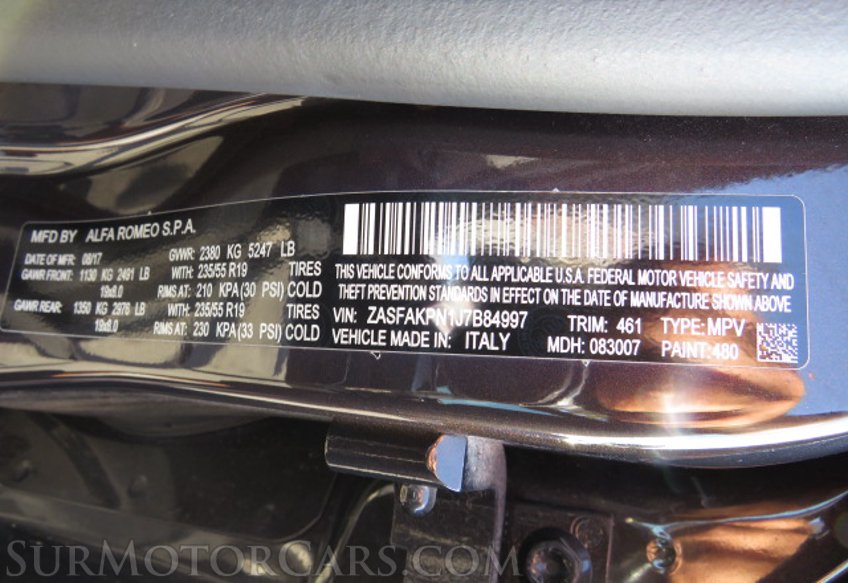 MFD BY ALFA ROMEO S.P.A.
DATE OF MFR 08/17 GVWR: 2380 KG 5247 LB
GAWR FRONT: 1130 KG 2491 LB WITH: 235/55 R19 TIRES
19x8.0 RIMS AT: 210 KPA (30 PSI) COLD
GAWR REAR: 1350 KG 2976 LB WITH: 235/55 R19 TIRES
19x8.0 RIMS AT: 230 KPA (33 PSI) COLD
THIS VEHICLE CONFORMS TO ALL APPLICABLE U.S.A. FEDERAL MOTOR VEHICLE SAFETY AND
THEFT PREVENTION STANDARDS IN EFFECT ON THE DATE OF MANUFACTURE SHOWN ABOVE
VIN: ZASFAKPN1J7B84997 TRIM: 461 TYPE: MPV
VEHICLE MADE IN: ITALY MDH: 083007 PAINT: 480
SURMOTORCARS.COM